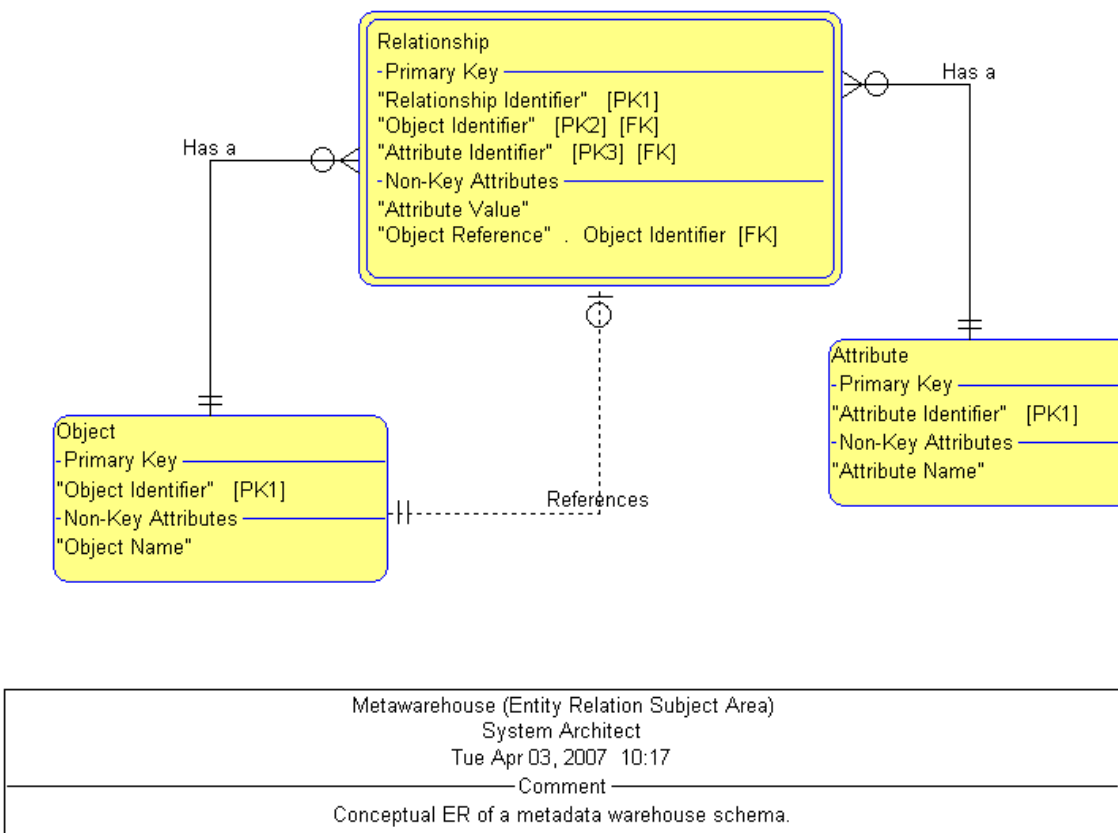 Relationship
-Primary Key
"Relationship Identifier" [PK1]
"Object Identifier" [PK2] [FK]
"Attribute Identifier" [PK3] [FK]
-Non-Key Attributes
"Attribute Value"
"Object Reference" . Object Identifier [FK]
Has a
Has a
Attribute
-Primary Key
"Attribute Identifier" [PK1]
-Non-Key Attributes
"Attribute Name"
Object
-Primary Key
"Object Identifier" [PK1]
-Non-Key Attributes
"Object Name"
References
Metawarehouse (Entity Relation Subject Area)
System Architect
Tue Apr 03, 2007 10:17
Comment
Conceptual ER of a metadata warehouse schema.